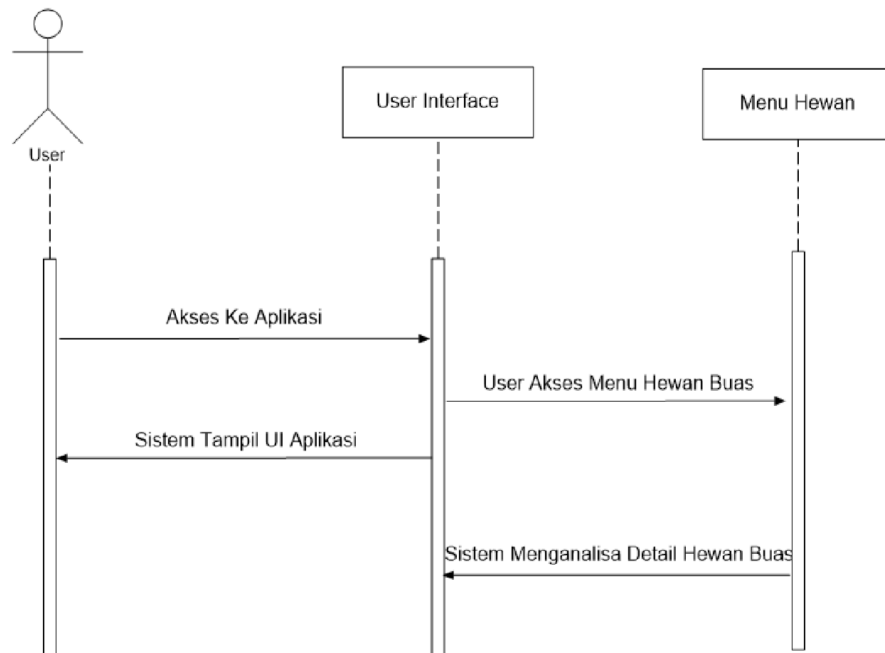 User Interface
Menu Hewan
User
Akses Ke Aplikasi
User Akses Menu Hewan Buas
Sistem Tampil UI Aplikasi
Sistem Menganalisa Detail Hewan Buas